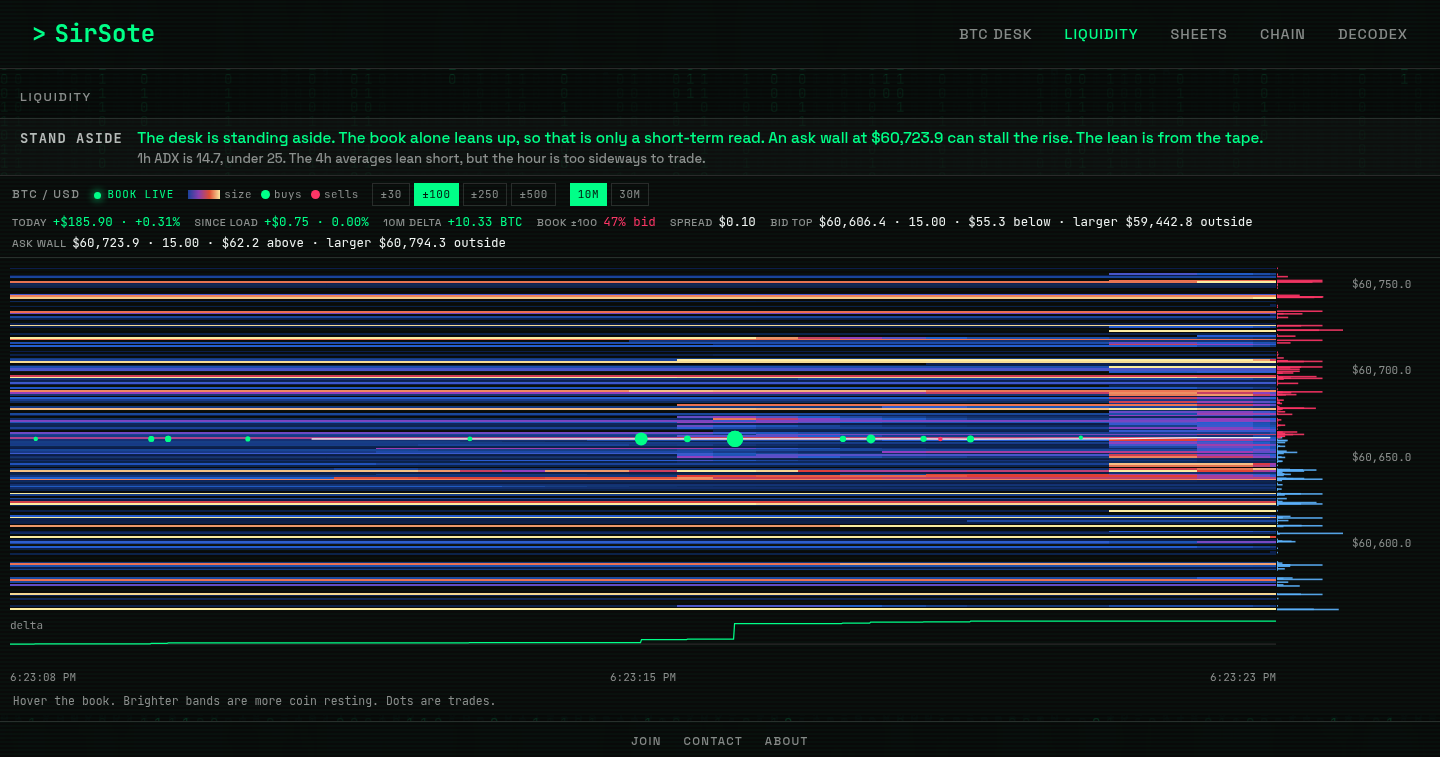 > SirSote
BTC DESK LIQUIDITY SHEETS CHAIN DECODEX
LIQUIDITY
STAND ASIDE The desk is standing aside. The book alone leans up, so that is only a short-term read. An ask wall at $60,723.9 can stall the rise. The lean is from the tape.
1h ADX is 14.7, under 25. The 4h averages lean short, but the hour is too sideways to trade.
BTC / USD BOOK LIVE size buys sells ±30 ±100 ±250 ±500 10M 30M
TODAY +$185.90 · +0.31% SINCE LOAD +$0.75 · 0.00% 10M DELTA +10.33 BTC BOOK ±100 47% bid SPREAD $0.10 BID TOP $60,606.4 · 15.00 · $55.3 below · larger $59,442.8 outside
ASK WALL $60,723.9 · 15.00 · $62.2 above · larger $60,794.3 outside
$60,750.0
$60,700.0
$60,650.0
$60,600.0
delta
6:23:08 PM 6:23:15 PM 6:23:23 PM
Hover the book. Brighter bands are more coin resting. Dots are trades.
JOIN CONTACT ABOUT